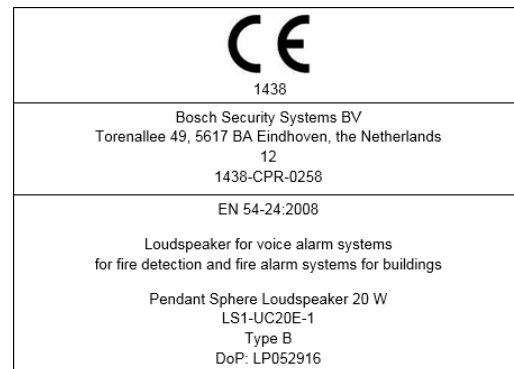 CE
1438
Bosch Security Systems BV
Torenallee 49, 5617 BA Eindhoven, the Netherlands
12
1438-CPR-0258
EN 54-24:2008
Loudspeaker for voice alarm systems
for fire detection and fire alarm systems for buildings
Pendant Sphere Loudspeaker 20 W
LS1-UC20E-1
Type B
DoP: LP052916